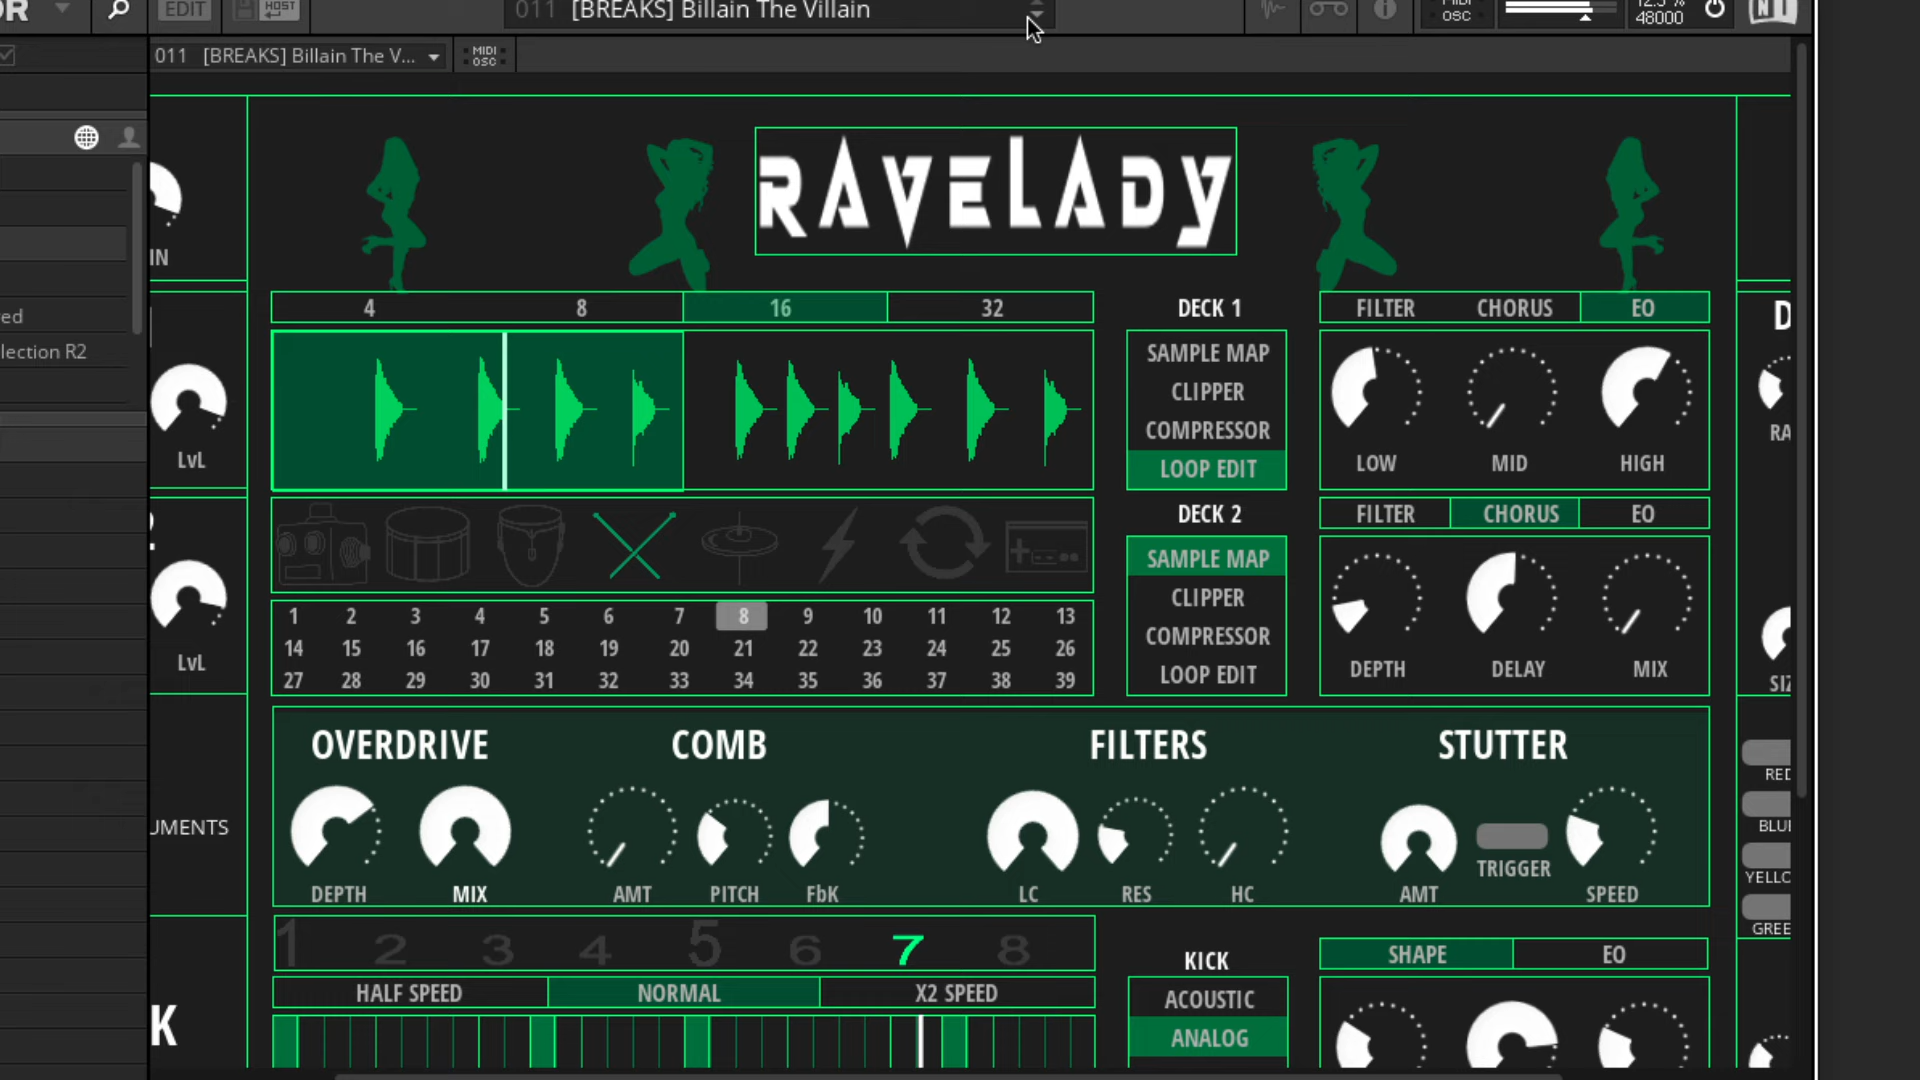 OR EDIT HOST 011 [BREAKS] Billain The Villain MIDI OSC 12.3 % 48000 NI
011 [BREAKS] Billain The V... MIDI OSC
RAVELADY
IN
4 8 16 32 DECK 1 FILTER CHORUS EQ
ed
SAMPLE MAP
lection R2
CLIPPER
COMPRESSOR
LvL LOOP EDIT LOW MID HIGH RA
DECK 2 FILTER CHORUS EQ
SAMPLE MAP
CLIPPER
1 2 3 4 5 6 7 8 9 10 11 12 13
14 15 16 17 18 19 20 21 22 23 24 25 26 COMPRESSOR
LvL 27 28 29 30 31 32 33 34 35 36 37 38 39 LOOP EDIT DEPTH DELAY MIX SIZ
OVERDRIVE COMB FILTERS STUTTER
RED
UMENTS BLUE
TRIGGER YELLO
DEPTH MIX AMT PITCH FbK LC RES HC AMT SPEED
GREE
1 2 3 4 5 6 7 8 KICK SHAPE EQ
HALF SPEED NORMAL X2 SPEED ACOUSTIC
K ANALOG